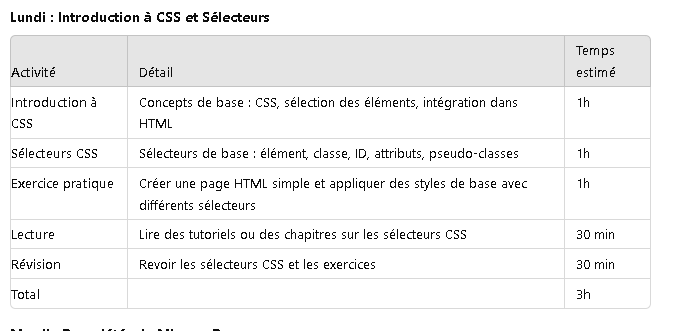 Lundi : Introduction à CSS et Sélecteurs
Activité Détail Temps estimé
Introduction à CSS Concepts de base : CSS, sélection des éléments, intégration dans HTML 1h
Sélecteurs CSS Sélecteurs de base : élément, classe, ID, attributs, pseudo-classes 1h
Exercice pratique Créer une page HTML simple et appliquer des styles de base avec différents sélecteurs 1h
Lecture Lire des tutoriels ou des chapitres sur les sélecteurs CSS 30 min
Révision Revoir les sélecteurs CSS et les exercices 30 min
Total 3h